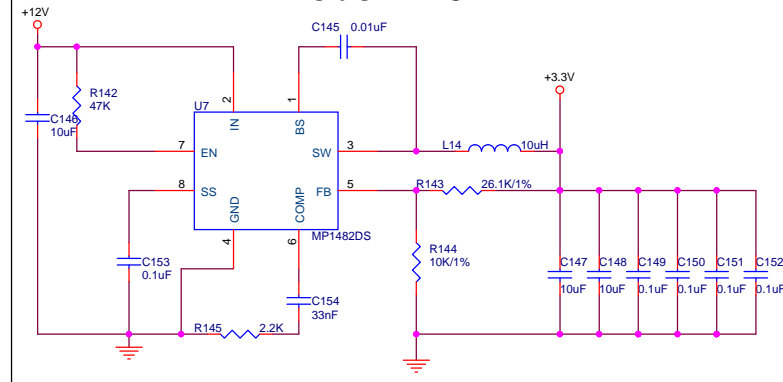 +12V
C145 0.01uF
R142
47K
C146
10uF
U7
2
1
IN
BS
+3.3V
7
EN
SW
3
L14
10uH
8
SS
FB
5
R143
26.1K/1%
GND
COMP
4
6
MP1482DS
R144
10K/1%
C153
0.1uF
C154
33nF
R145
2.2K
C147
10uF
C148
10uF
C149
0.1uF
C150
0.1uF
C151
0.1uF
C152
0.1uF